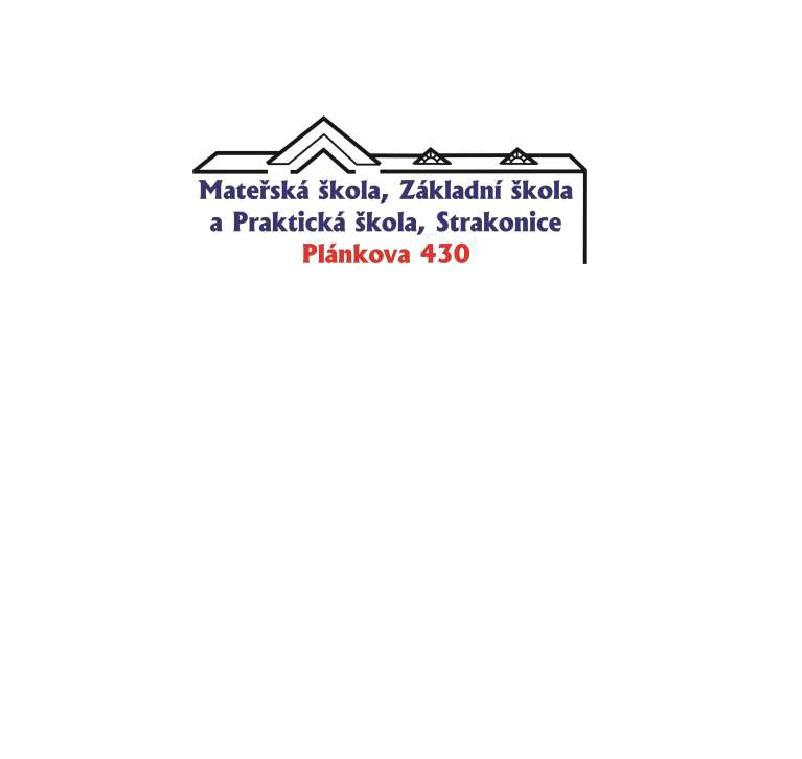 Mateřská škola, Základní škola
a Praktická škola, Strakonice
Plánkova 430